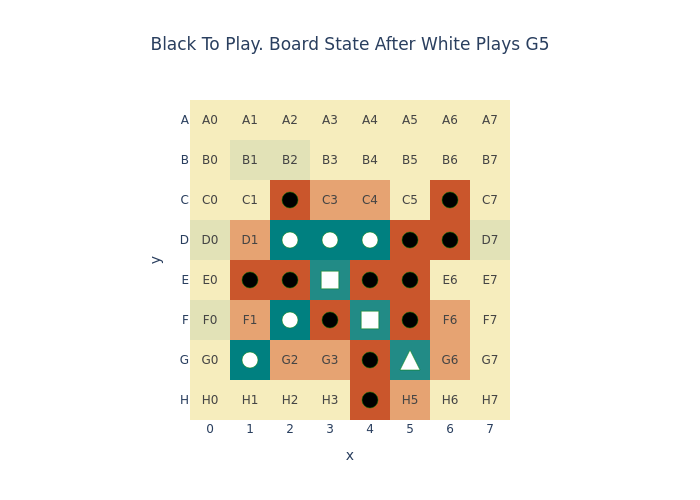 Black To Play. Board State After White Plays G5
A A0 A1 A2 A3 A4 A5 A6 A7
B B0 B1 B2 B3 B4 B5 B6 B7
C C0 C1 C3 C4 C5 C7
D D0 D1 D7
E E0 E6 E7
F F0 F1 F6 F7
G G0 G2 G3 G6 G7
H H0 H1 H2 H3 H5 H6 H7
0 1 2 3 4 5 6 7
x
y